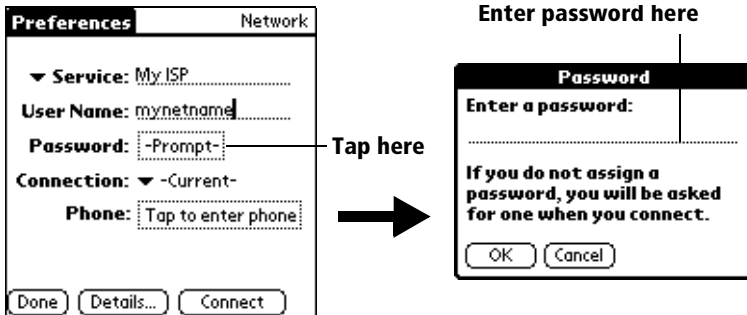 Preferences Network
Service: My ISP
User Name: mynetname
Password: -Prompt-
Connection: -Current-
Phone: Tap to enter phone
Done Details... Connect
Tap here
Enter password here
Password
Enter a password:
If you do not assign a
password, you will be asked
for one when you connect.
OK Cancel